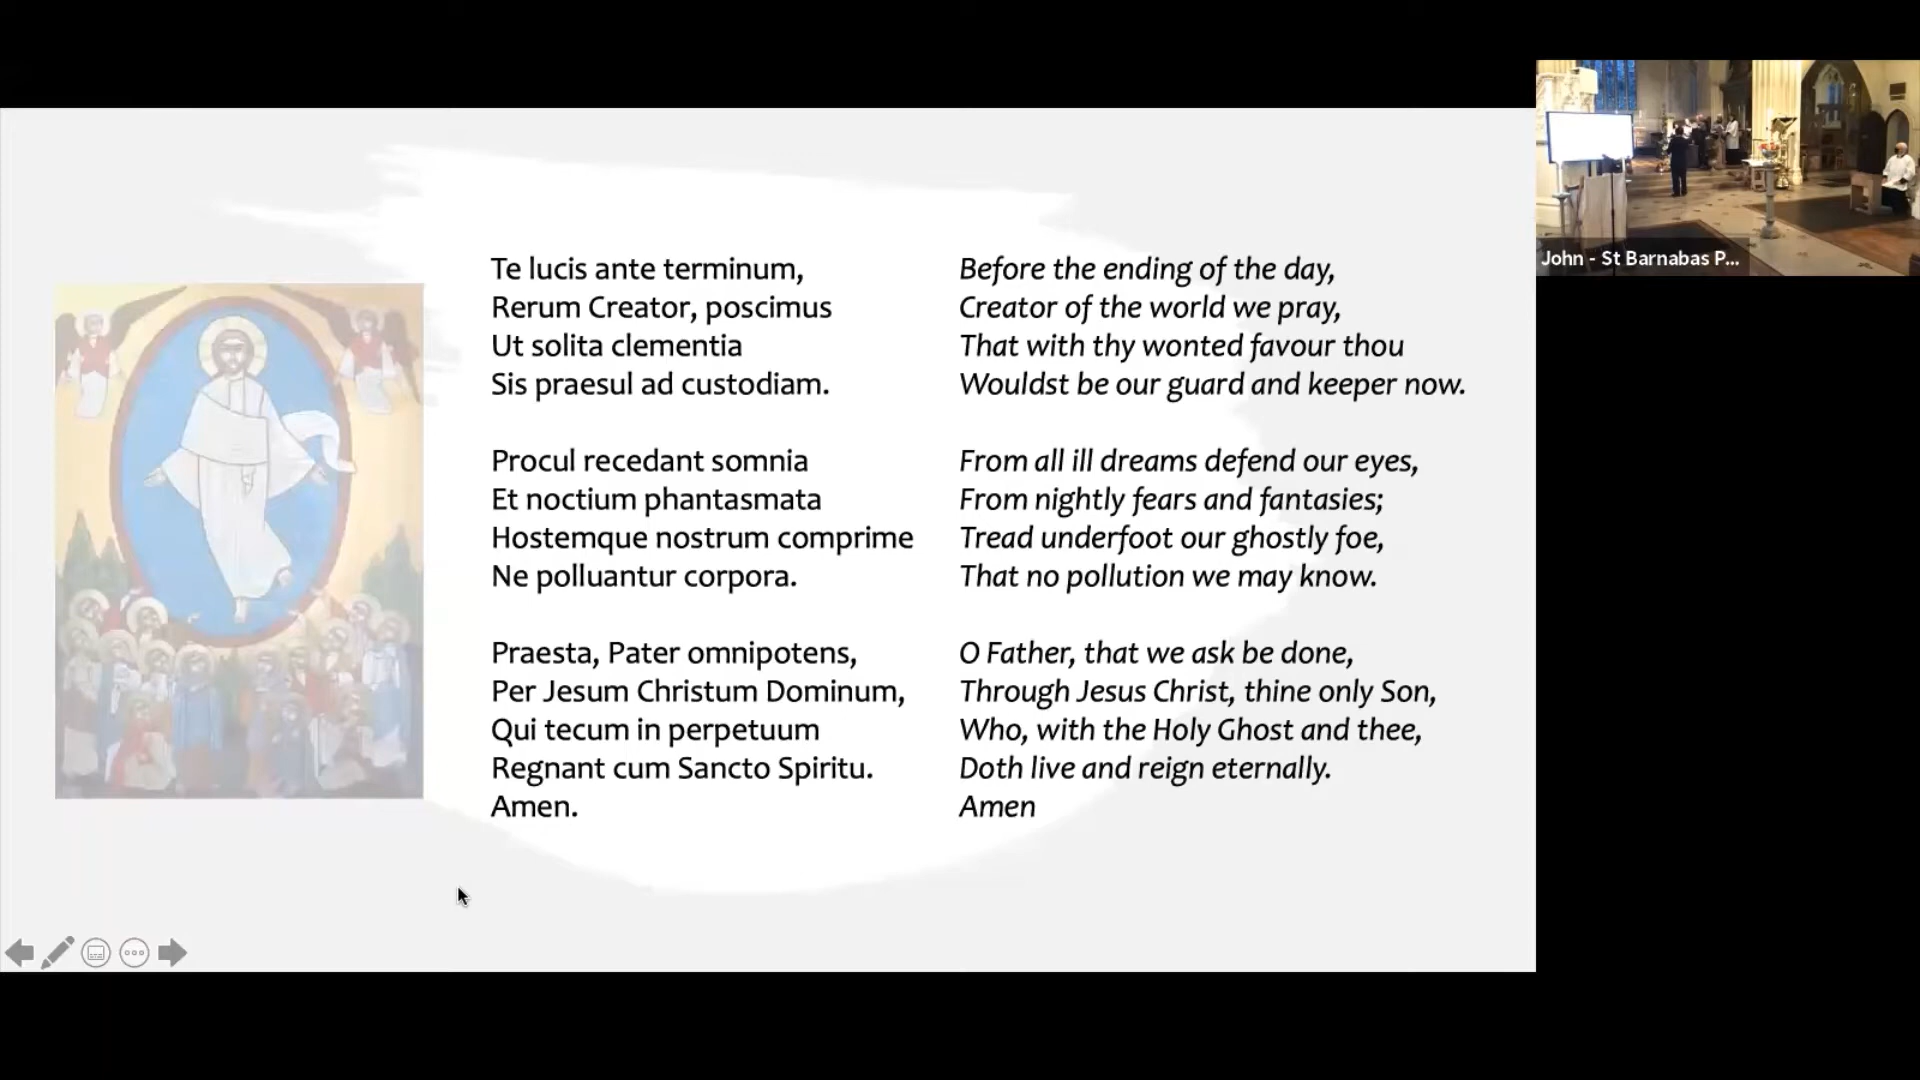 Te lucis ante terminum,
Rerum Creator, poscimus
Ut solita clementia
Sis praesul ad custodiam.
Procul recedant somnia
Et noctium phantasmata
Hostemque nostrum comprime
Ne polluantur corpora.
Praesta, Pater omnipotens,
Per Jesum Christum Dominum,
Qui tecum in perpetuum
Regnant cum Sancto Spiritu.
Amen.
Before the ending of the day,
Creator of the world we pray,
That with thy wonted favour thou
Wouldst be our guard and keeper now.
From all ill dreams defend our eyes,
From nightly fears and fantasies;
Tread underfoot our ghostly foe,
That no pollution we may know.
O Father, that we ask be done,
Through Jesus Christ, thine only Son,
Who, with the Holy Ghost and thee,
Doth live and reign eternally.
Amen
John - St Barnabas P...